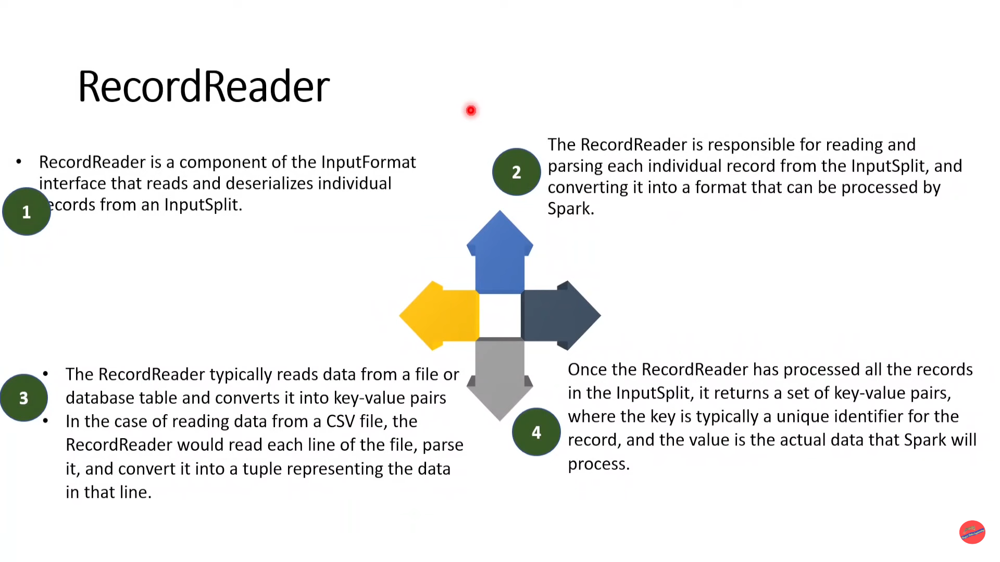 RecordReader
• RecordReader is a component of the InputFormat
interface that reads and deserializes individual
ecords from an InputSplit.
1
2
The RecordReader is responsible for reading and
parsing each individual record from the InputSplit, and
converting it into a format that can be processed by
Spark.
3
• The RecordReader typically reads data from a file or
database table and converts it into key-value pairs
• In the case of reading data from a CSV file, the
RecordReader would read each line of the file, parse
it, and convert it into a tuple representing the data
in that line.
4
Once the RecordReader has processed all the records
in the InputSplit, it returns a set of key-value pairs,
where the key is typically a unique identifier for the
record, and the value is the actual data that Spark will
process.